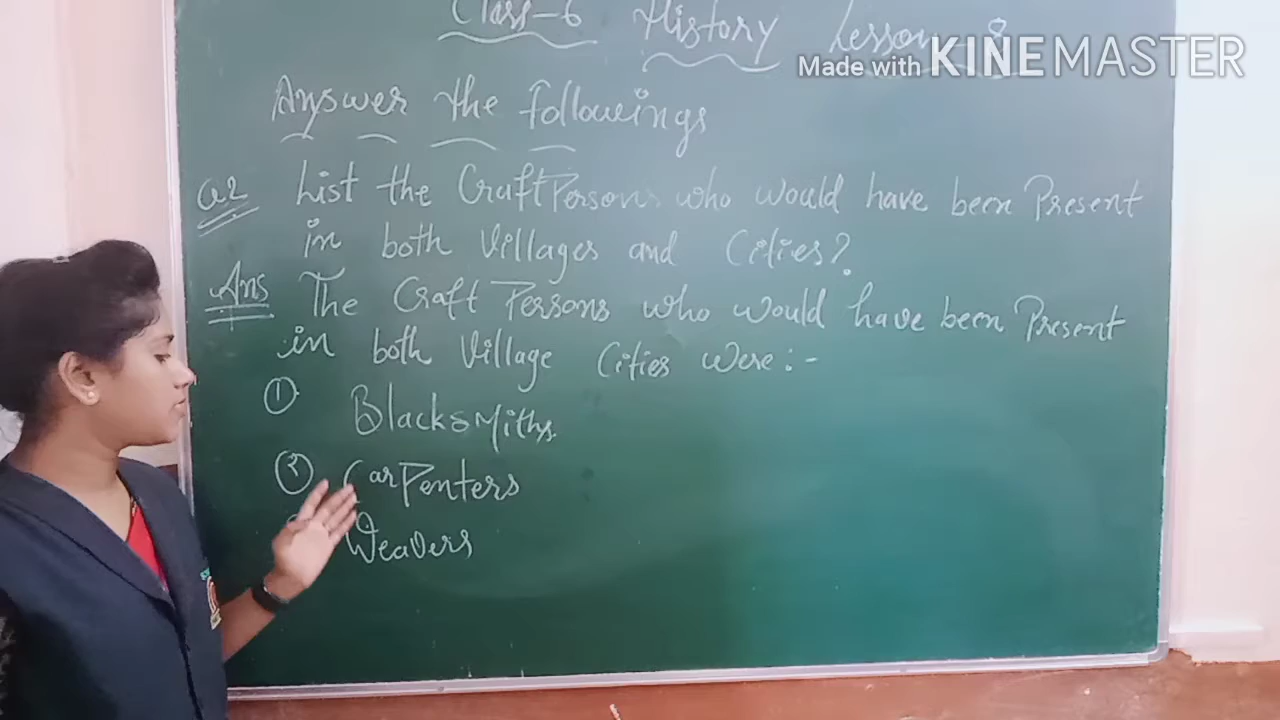 Class-6 History Lesson-8
Made with KINEMASTER
Answer the followings
Q2 List the CraftPersons who would have been Present
in both Villages and Cities?
Ans The Craft Persons who would have been Present
in both Village Cities were:-
① Blacksmiths.
② Carpenters
Weavers